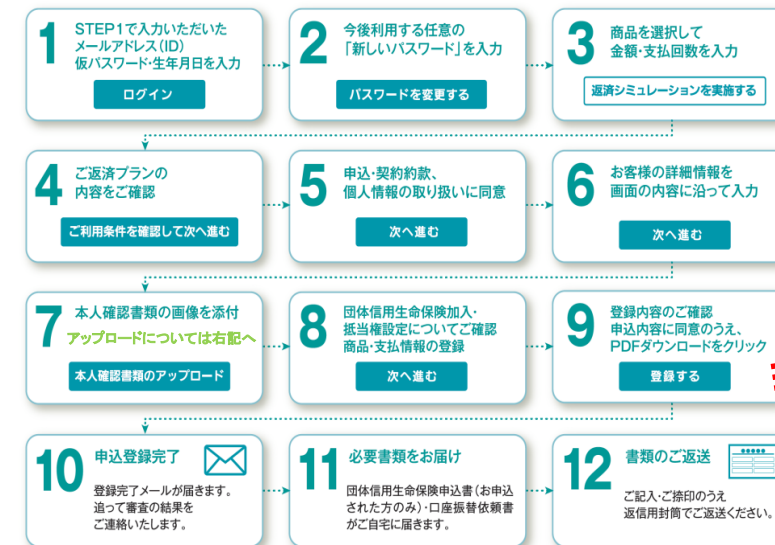 1
STEP1で入力いただいた
メールアドレス(ID)
仮パスワード・生年月日を入力
ログイン
2
今後利用する任意の
「新しいパスワード」を入力
パスワードを変更する
3
商品を選択して
金額・支払回数を入力
返済シミュレーションを実施する
4
ご返済プランの
内容をご確認
ご利用条件を確認して次へ進む
5
申込・契約約款、
個人情報の取り扱いに同意
次へ進む
6
お客様の詳細情報を
画面の内容に沿って入力
次へ進む
7
本人確認書類の画像を添付
アップロードについては右記へ
本人確認書類のアップロード
8
団体信用生命保険加入・
抵当権設定についてご確認
商品・支払情報の登録
次へ進む
9
登録内容のご確認
申込内容に同意のうえ、
PDFダウンロードをクリック
登録する
10
申込登録完了
登録完了メールが届きます。
追って審査の結果を
ご連絡いたします。
11
必要書類をお届け
団体信用生命保険申込書(お申込
された方のみ)・口座振替依頼書
がご自宅に届きます。
12
書類のご返送
ご記入・ご捺印のうえ
返信用封筒でご返送ください。